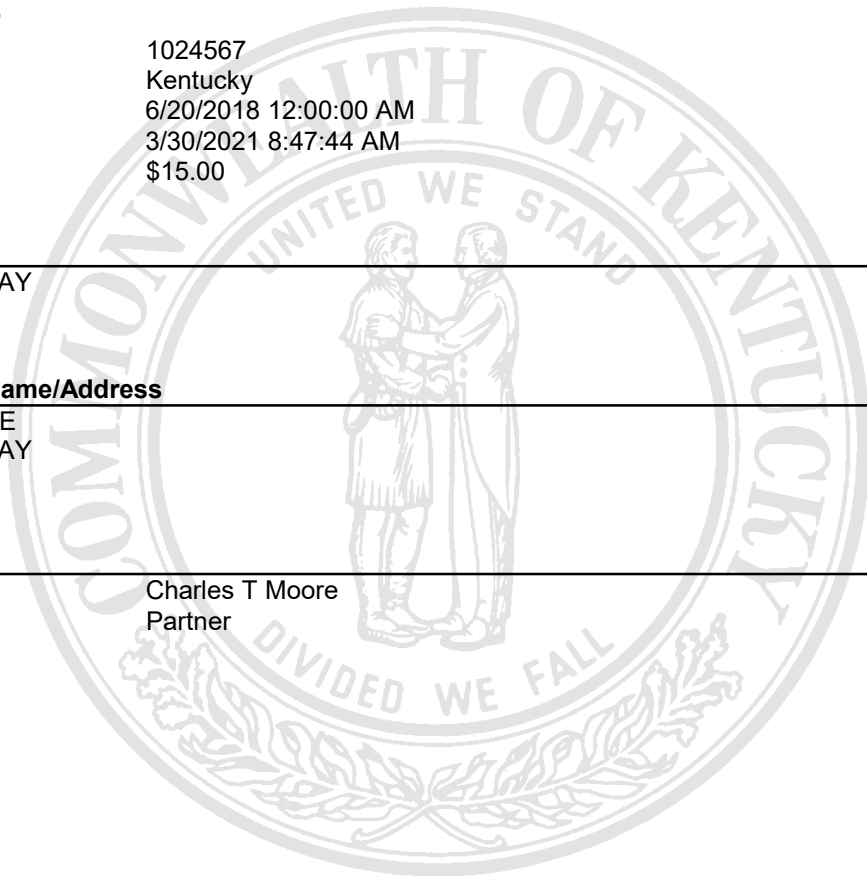 1024567
Kentucky
6/20/2018 12:00:00 AM
3/30/2021 8:47:44 AM
$15.00
AY
ame/Address
E
AY
Charles T Moore
Partner
COMMONWEALTH OF KENTUCKY
UNITED WE STAND
DIVIDED WE FALL